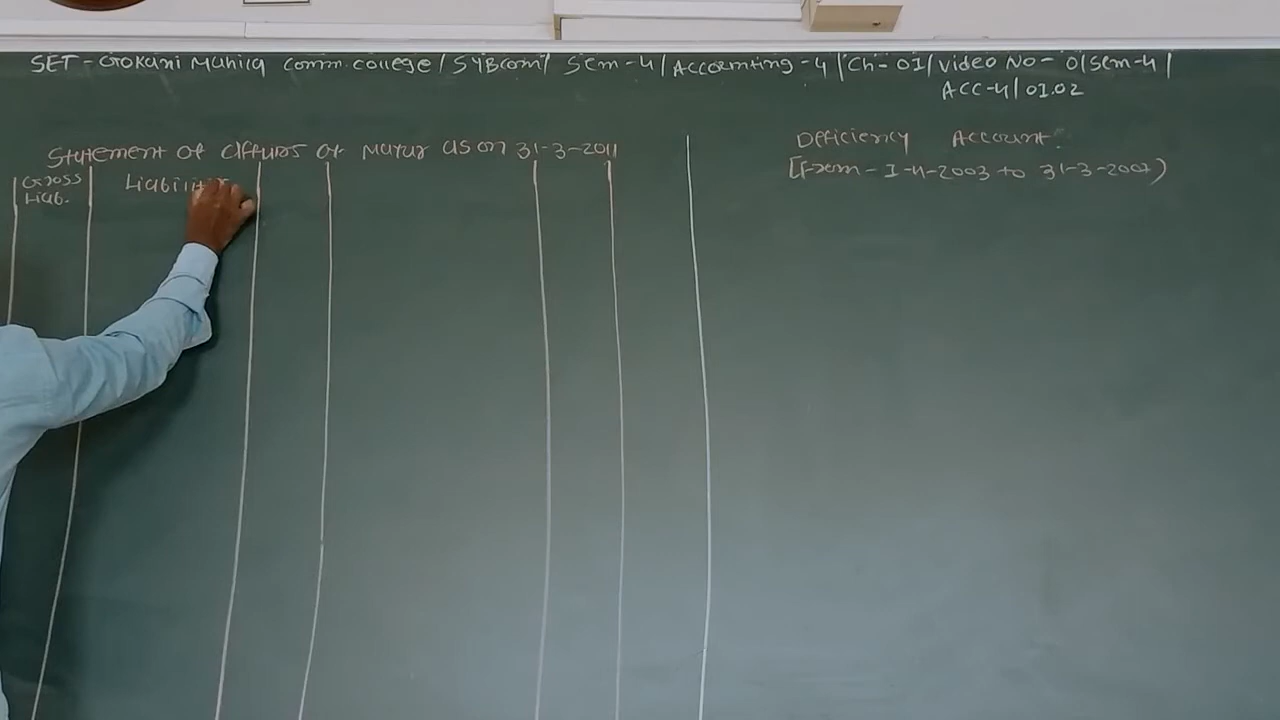 SET - Gokani Mahila Comm. college / SYBcom / Sem-4 / Accounting - 4 / Ch - 01 / Video No - 01 Sem-4 /
ACC-4 / 01.02
Statement of Affairs of Mayur as on 31-3-2011
Deficiency Account:
[From - 1-4-2003 to 31-3-2007)
Gross
Liab.
Liabilit